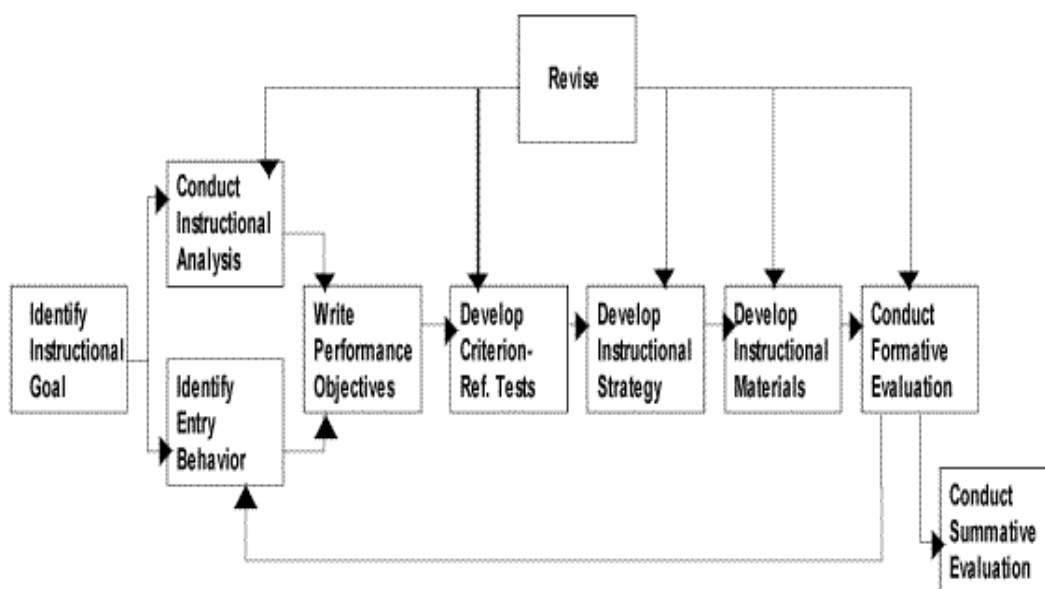 Revise
Conduct
Instructional
Analysis
Identify
Instructional
Goal
Identify
Entry
Behavior
Write
Performance
Objectives
Develop
Criterion-
Ref. Tests
Develop
Instructional
Strategy
Develop
Instructional
Materials
Conduct
Formative
Evaluation
Conduct
Summative
Evaluation